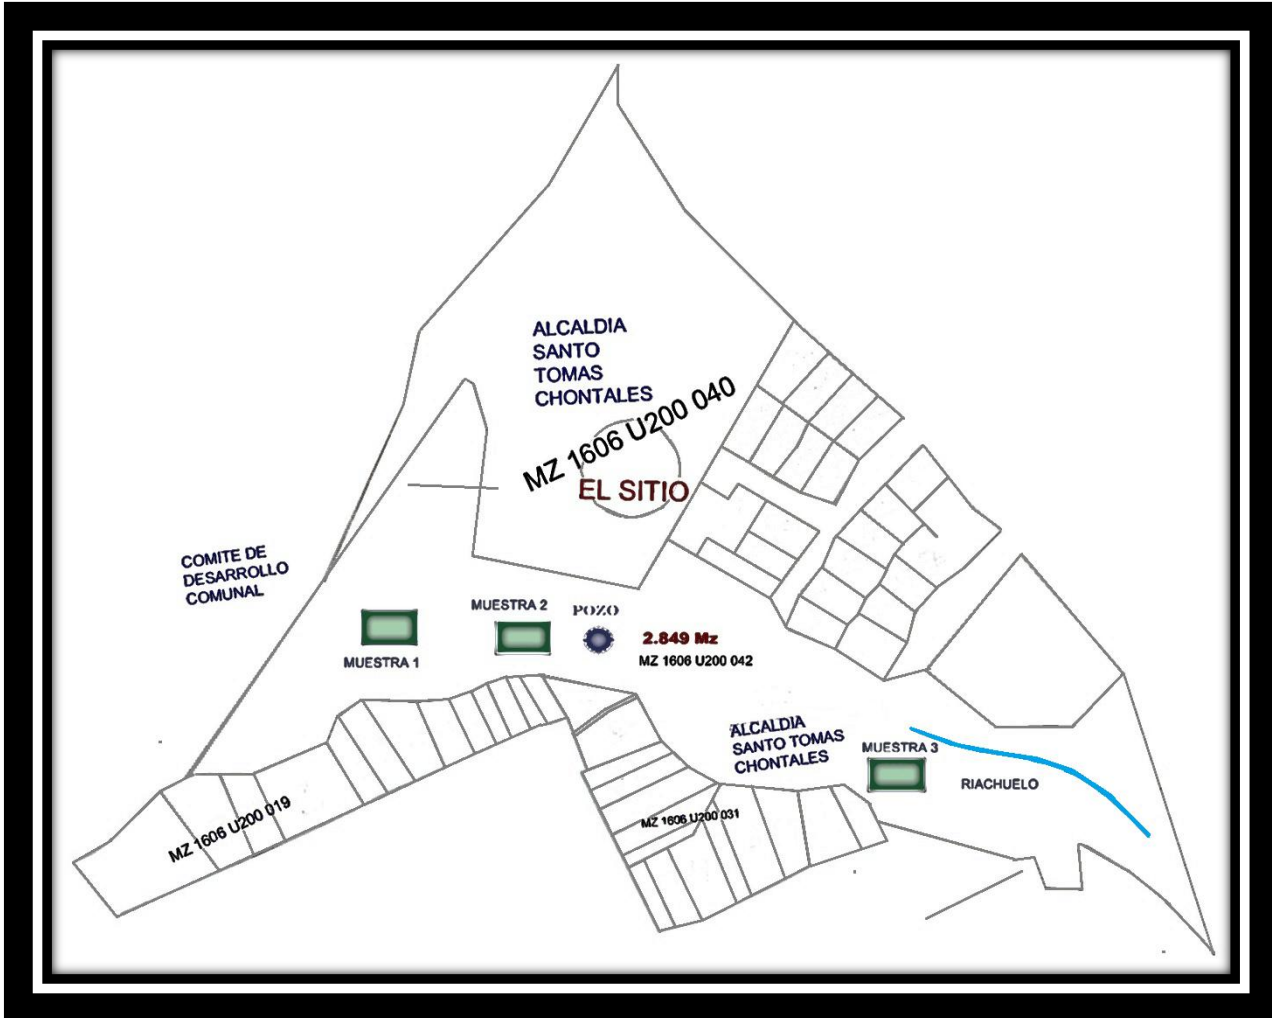 ALCALDIA
SANTO
TOMAS
CHONTALES
MZ 1606 U200 040
EL SITIO
COMITE DE
DESARROLLO
COMUNAL
MUESTRA 1
MUESTRA 2
POZO
2.849 Mz
MZ 1606 U200 042
ALCALDIA
SANTO TOMAS
CHONTALES
MUESTRA 3
RIACHUELO
MZ 1606 U200 019
MZ 1606 U200 031